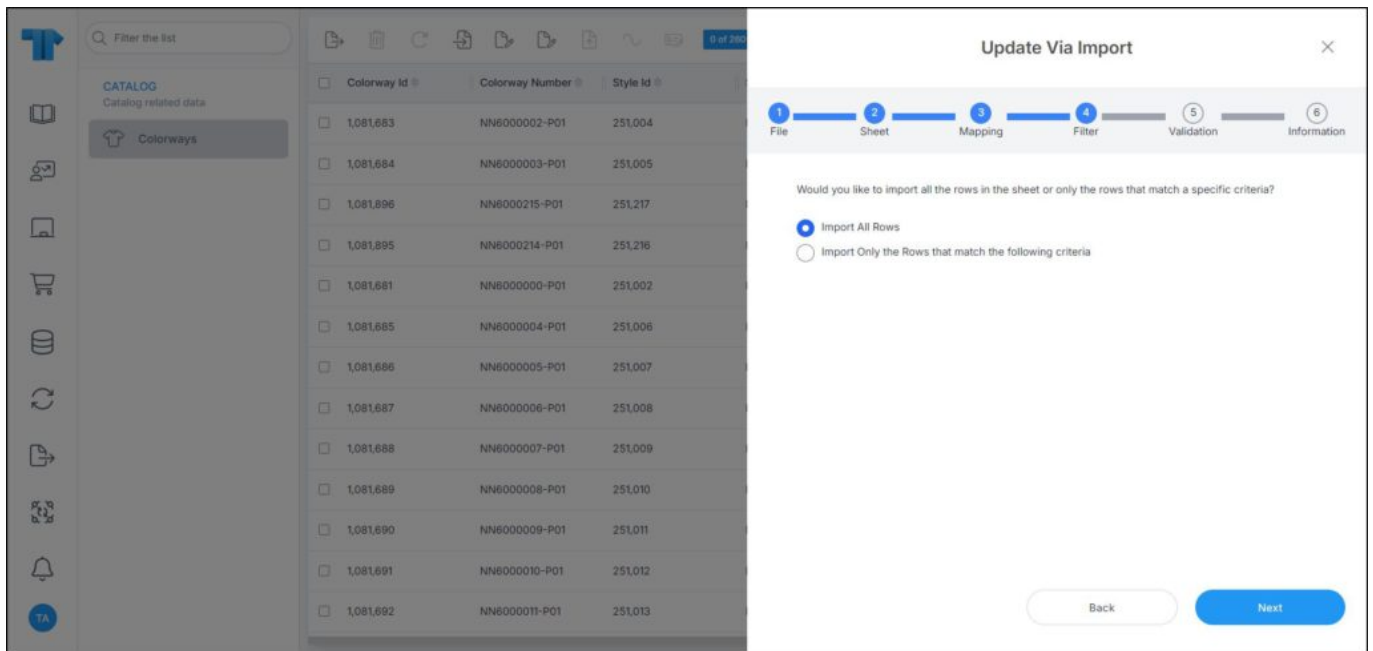 Filter the list
CATALOG
Catalog related data
Colorways
TA
0 of 260
Colorway Id Colorway Number Style Id
1,081,683 NN6000002-P01 251,004
1,081,684 NN6000003-P01 251,005
1,081,896 NN6000215-P01 251,217
1,081,895 NN6000214-P01 251,216
1,081,681 NN6000000-P01 251,002
1,081,685 NN6000004-P01 251,006
1,081,686 NN6000005-P01 251,007
1,081,687 NN6000006-P01 251,008
1,081,688 NN6000007-P01 251,009
1,081,689 NN6000008-P01 251,010
1,081,690 NN6000009-P01 251,011
1,081,691 NN6000010-P01 251,012
1,081,692 NN6000011-P01 251,013
Update Via Import
1 2 3 4 5 6
File Sheet Mapping Filter Validation Information
Would you like to import all the rows in the sheet or only the rows that match a specific criteria?
Import All Rows
Import Only the Rows that match the following criteria
Back Next